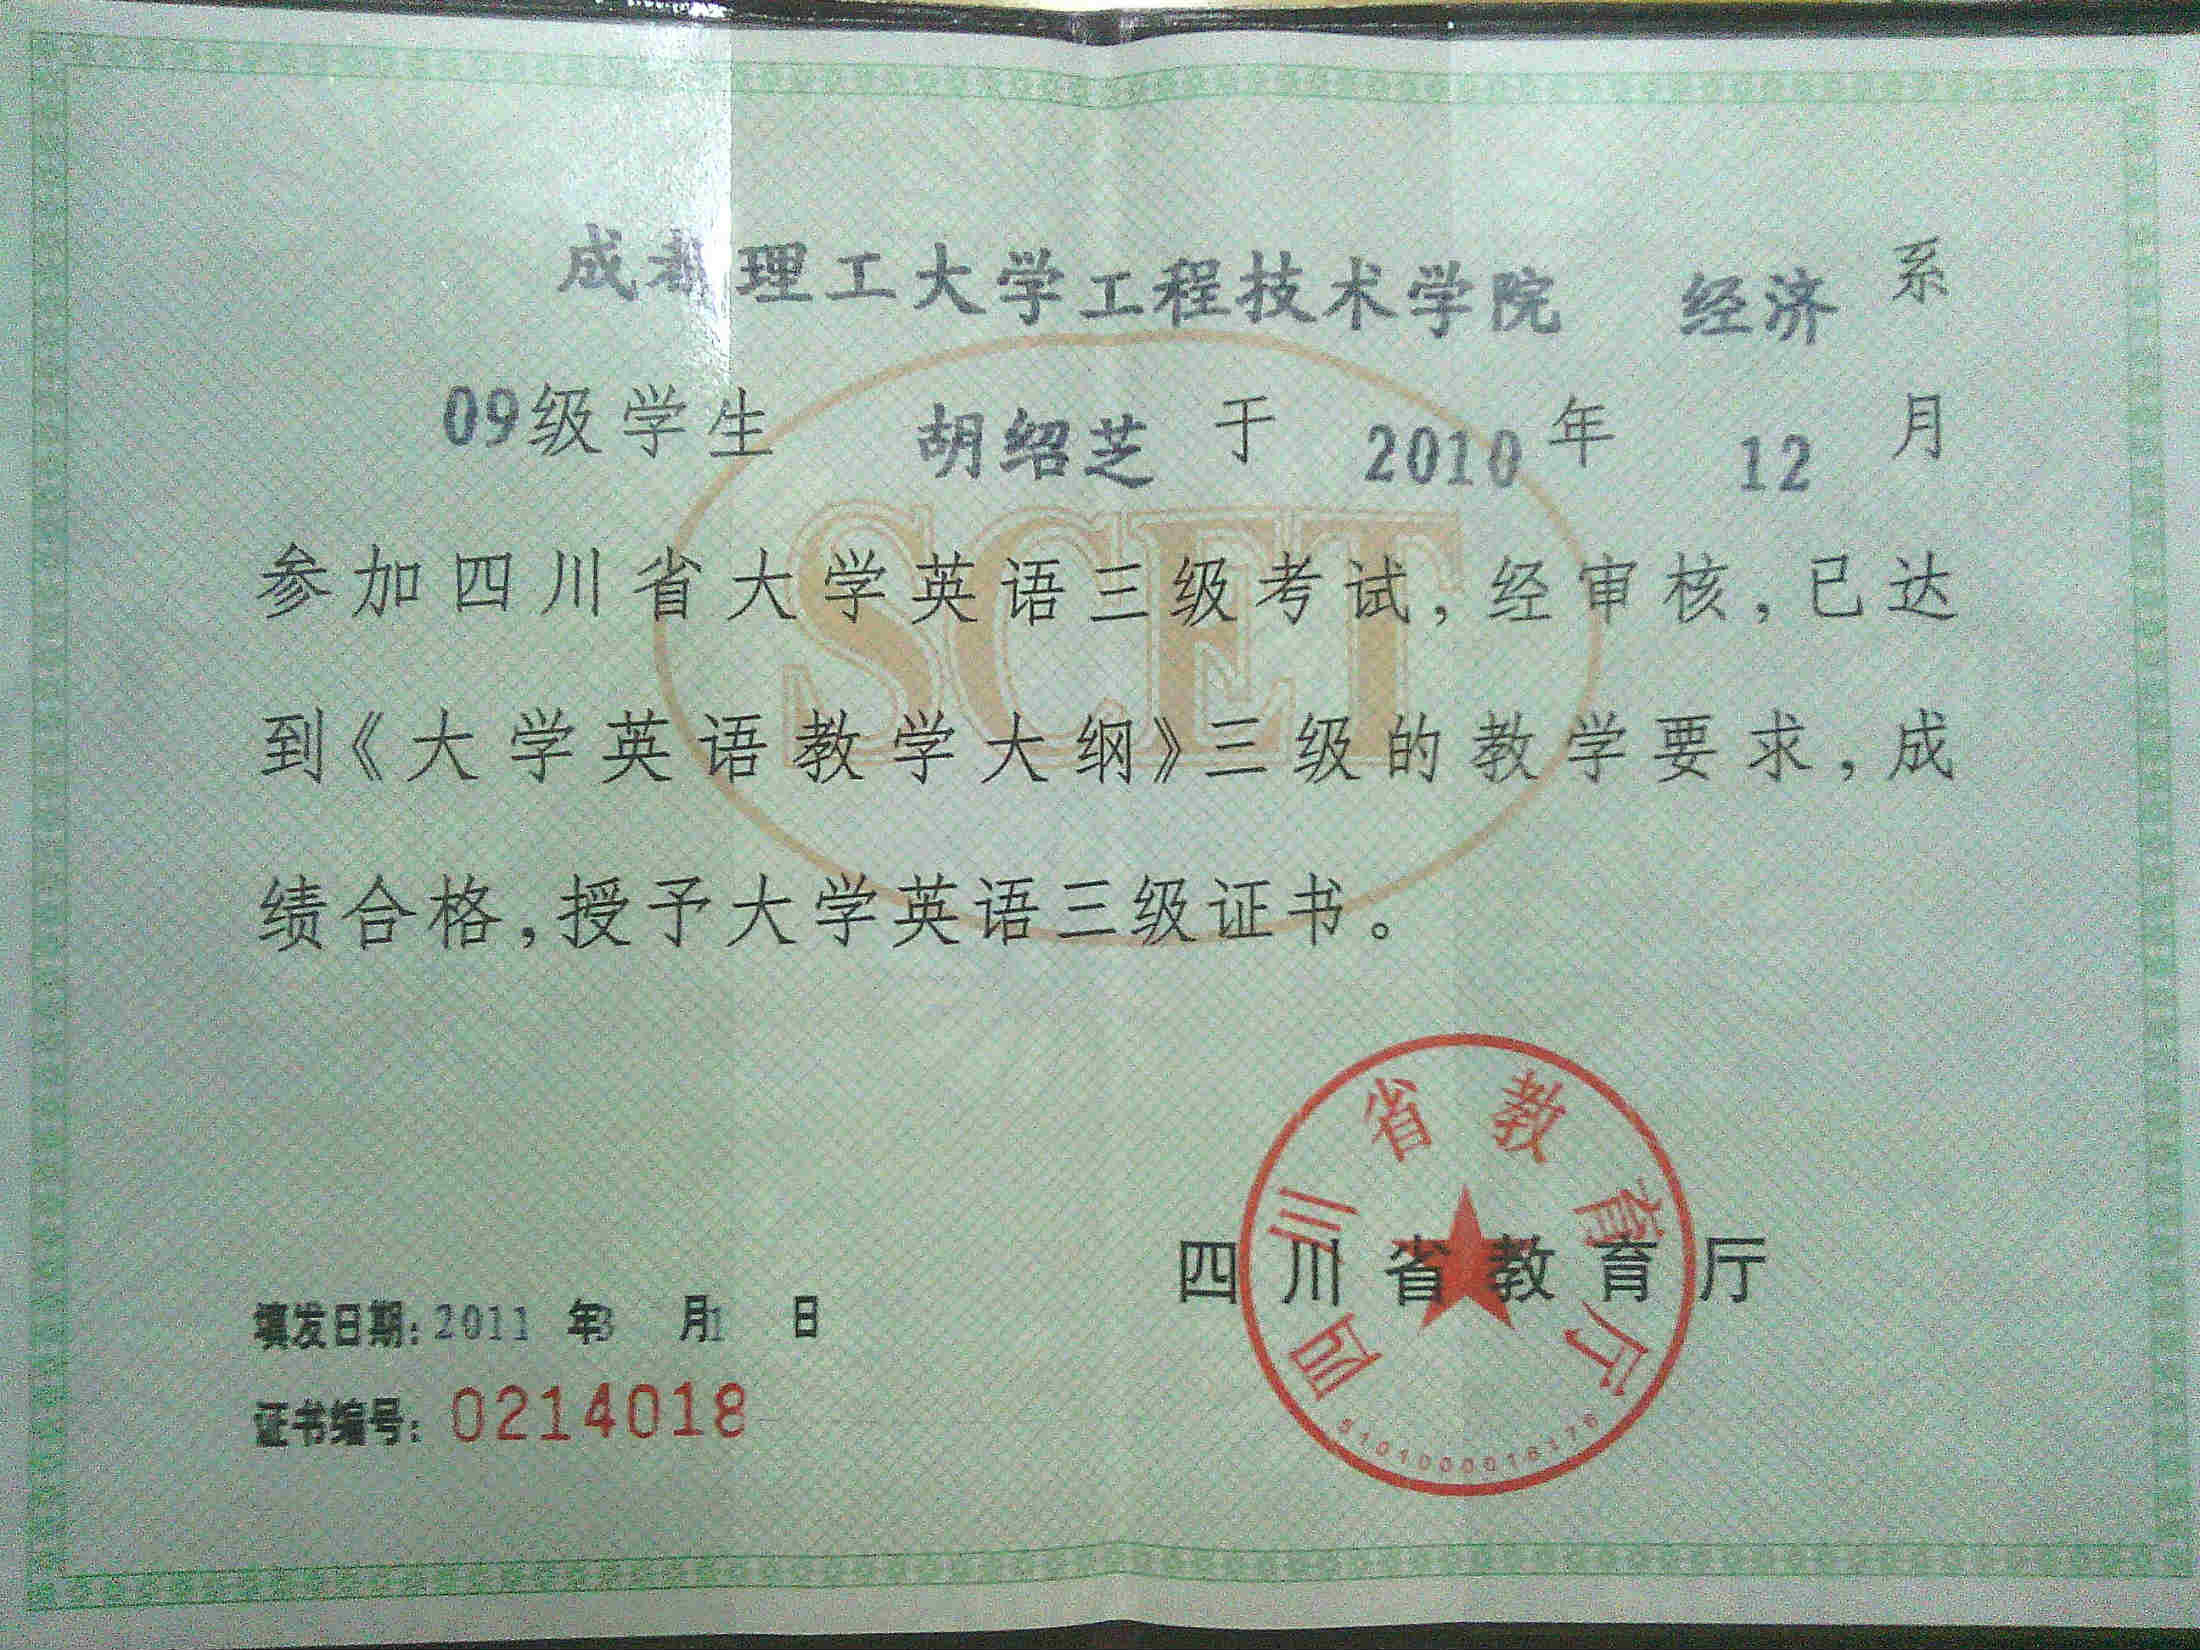 成都理工大学工程技术学院 经济 系
09级学生 胡绍芝 于 2010 年 12 月
参加四川省大学英语三级考试,经审核,已达
到《大学英语教学大纲》三级的教学要求,成
绩合格,授予大学英语三级证书。
SCET
四川省教育厅
四川省教育厅
5101000016176
填发日期:2011 年3 月1 日
证书编号:0214018